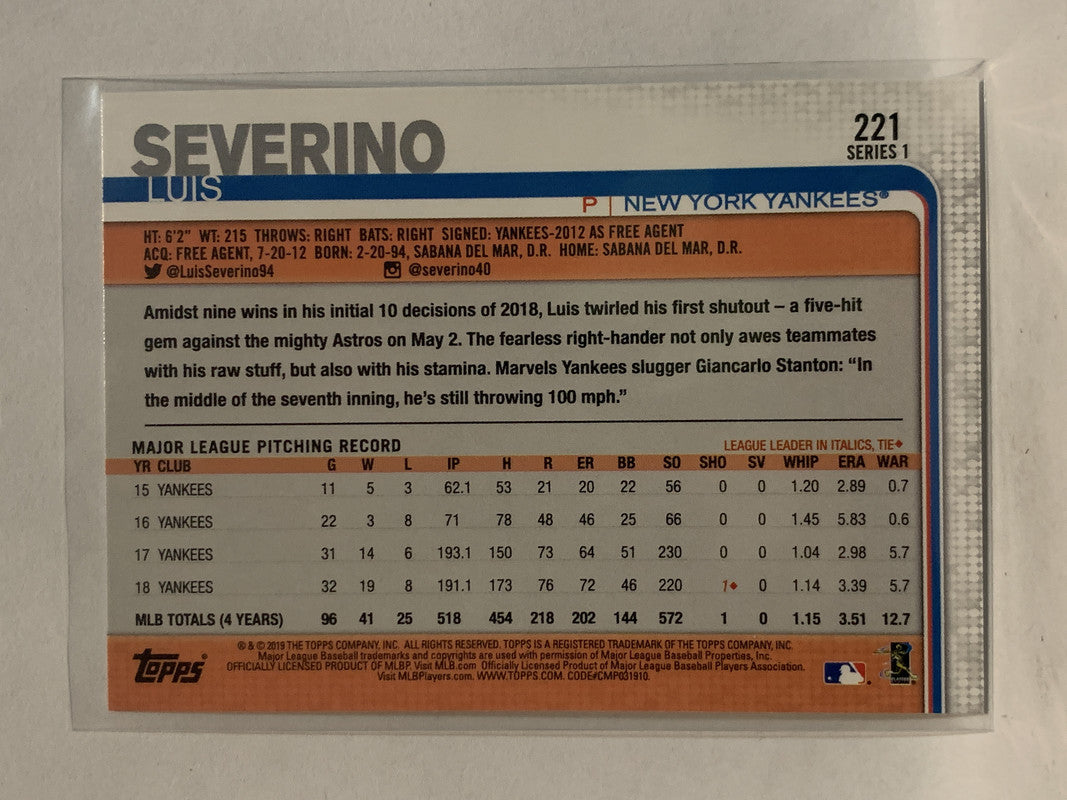 SEVERINO
LUIS
221
SERIES 1
P | NEW YORK YANKEES®
HT: 6'2" WT: 215 THROWS: RIGHT BATS: RIGHT SIGNED: YANKEES-2012 AS FREE AGENT
ACQ: FREE AGENT, 7-20-12 BORN: 2-20-94, SABANA DEL MAR, D.R. HOME: SABANA DEL MAR, D.R.
@LuisSeverino94 @severino40
Amidst nine wins in his initial 10 decisions of 2018, Luis twirled his first shutout – a five-hit
gem against the mighty Astros on May 2. The fearless right-hander not only awes teammates
with his raw stuff, but also with his stamina. Marvels Yankees slugger Giancarlo Stanton: “In
the middle of the seventh inning, he’s still throwing 100 mph.”
MAJOR LEAGUE PITCHING RECORD LEAGUE LEADER IN ITALICS, TIE♦
YR CLUB G W L IP H R ER BB SO SHO SV WHIP ERA WAR
15 YANKEES 11 5 3 62.1 53 21 20 22 56 0 0 1.20 2.89 0.7
16 YANKEES 22 3 8 71 78 48 46 25 66 0 0 1.45 5.83 0.6
17 YANKEES 31 14 6 193.1 150 73 64 51 230 0 0 1.04 2.98 5.7
18 YANKEES 32 19 8 191.1 173 76 72 46 220 1♦ 0 1.14 3.39 5.7
MLB TOTALS (4 YEARS) 96 41 25 518 454 218 202 144 572 1 0 1.15 3.51 12.7
topps®
® & © 2019 THE TOPPS COMPANY, INC. ALL RIGHTS RESERVED. TOPPS IS A REGISTERED TRADEMARK OF THE TOPPS COMPANY, INC.
Major League Baseball trademarks and copyrights are used with permission of Major League Baseball Properties, Inc.
OFFICIALLY LICENSED PRODUCT OF MLBP. Visit MLB.com Officially Licensed Product of Major League Baseball Players Association.
Visit MLBPlayers.com. WWW.TOPPS.COM. CODE#CMP031910.